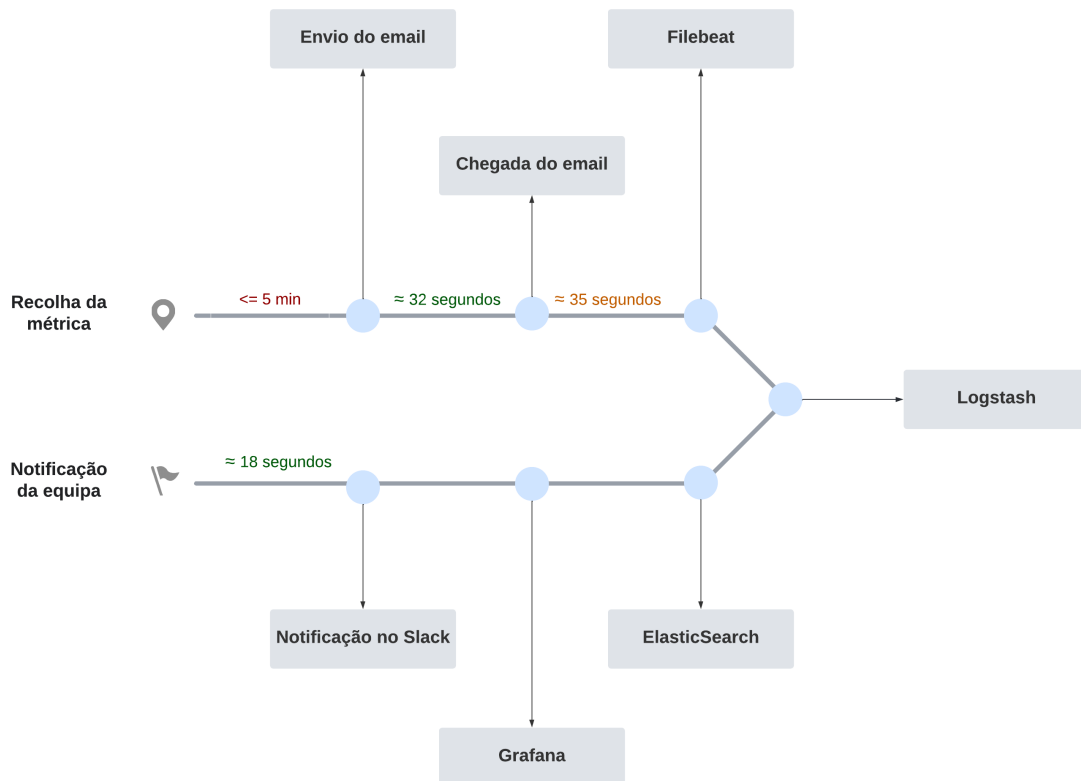 Envio do email
Filebeat
Chegada do email
Recolha da
métrica
<= 5 min
≈ 32 segundos
≈ 35 segundos
Logstash
Notificação
da equipa
≈ 18 segundos
Notificação no Slack
ElasticSearch
Grafana